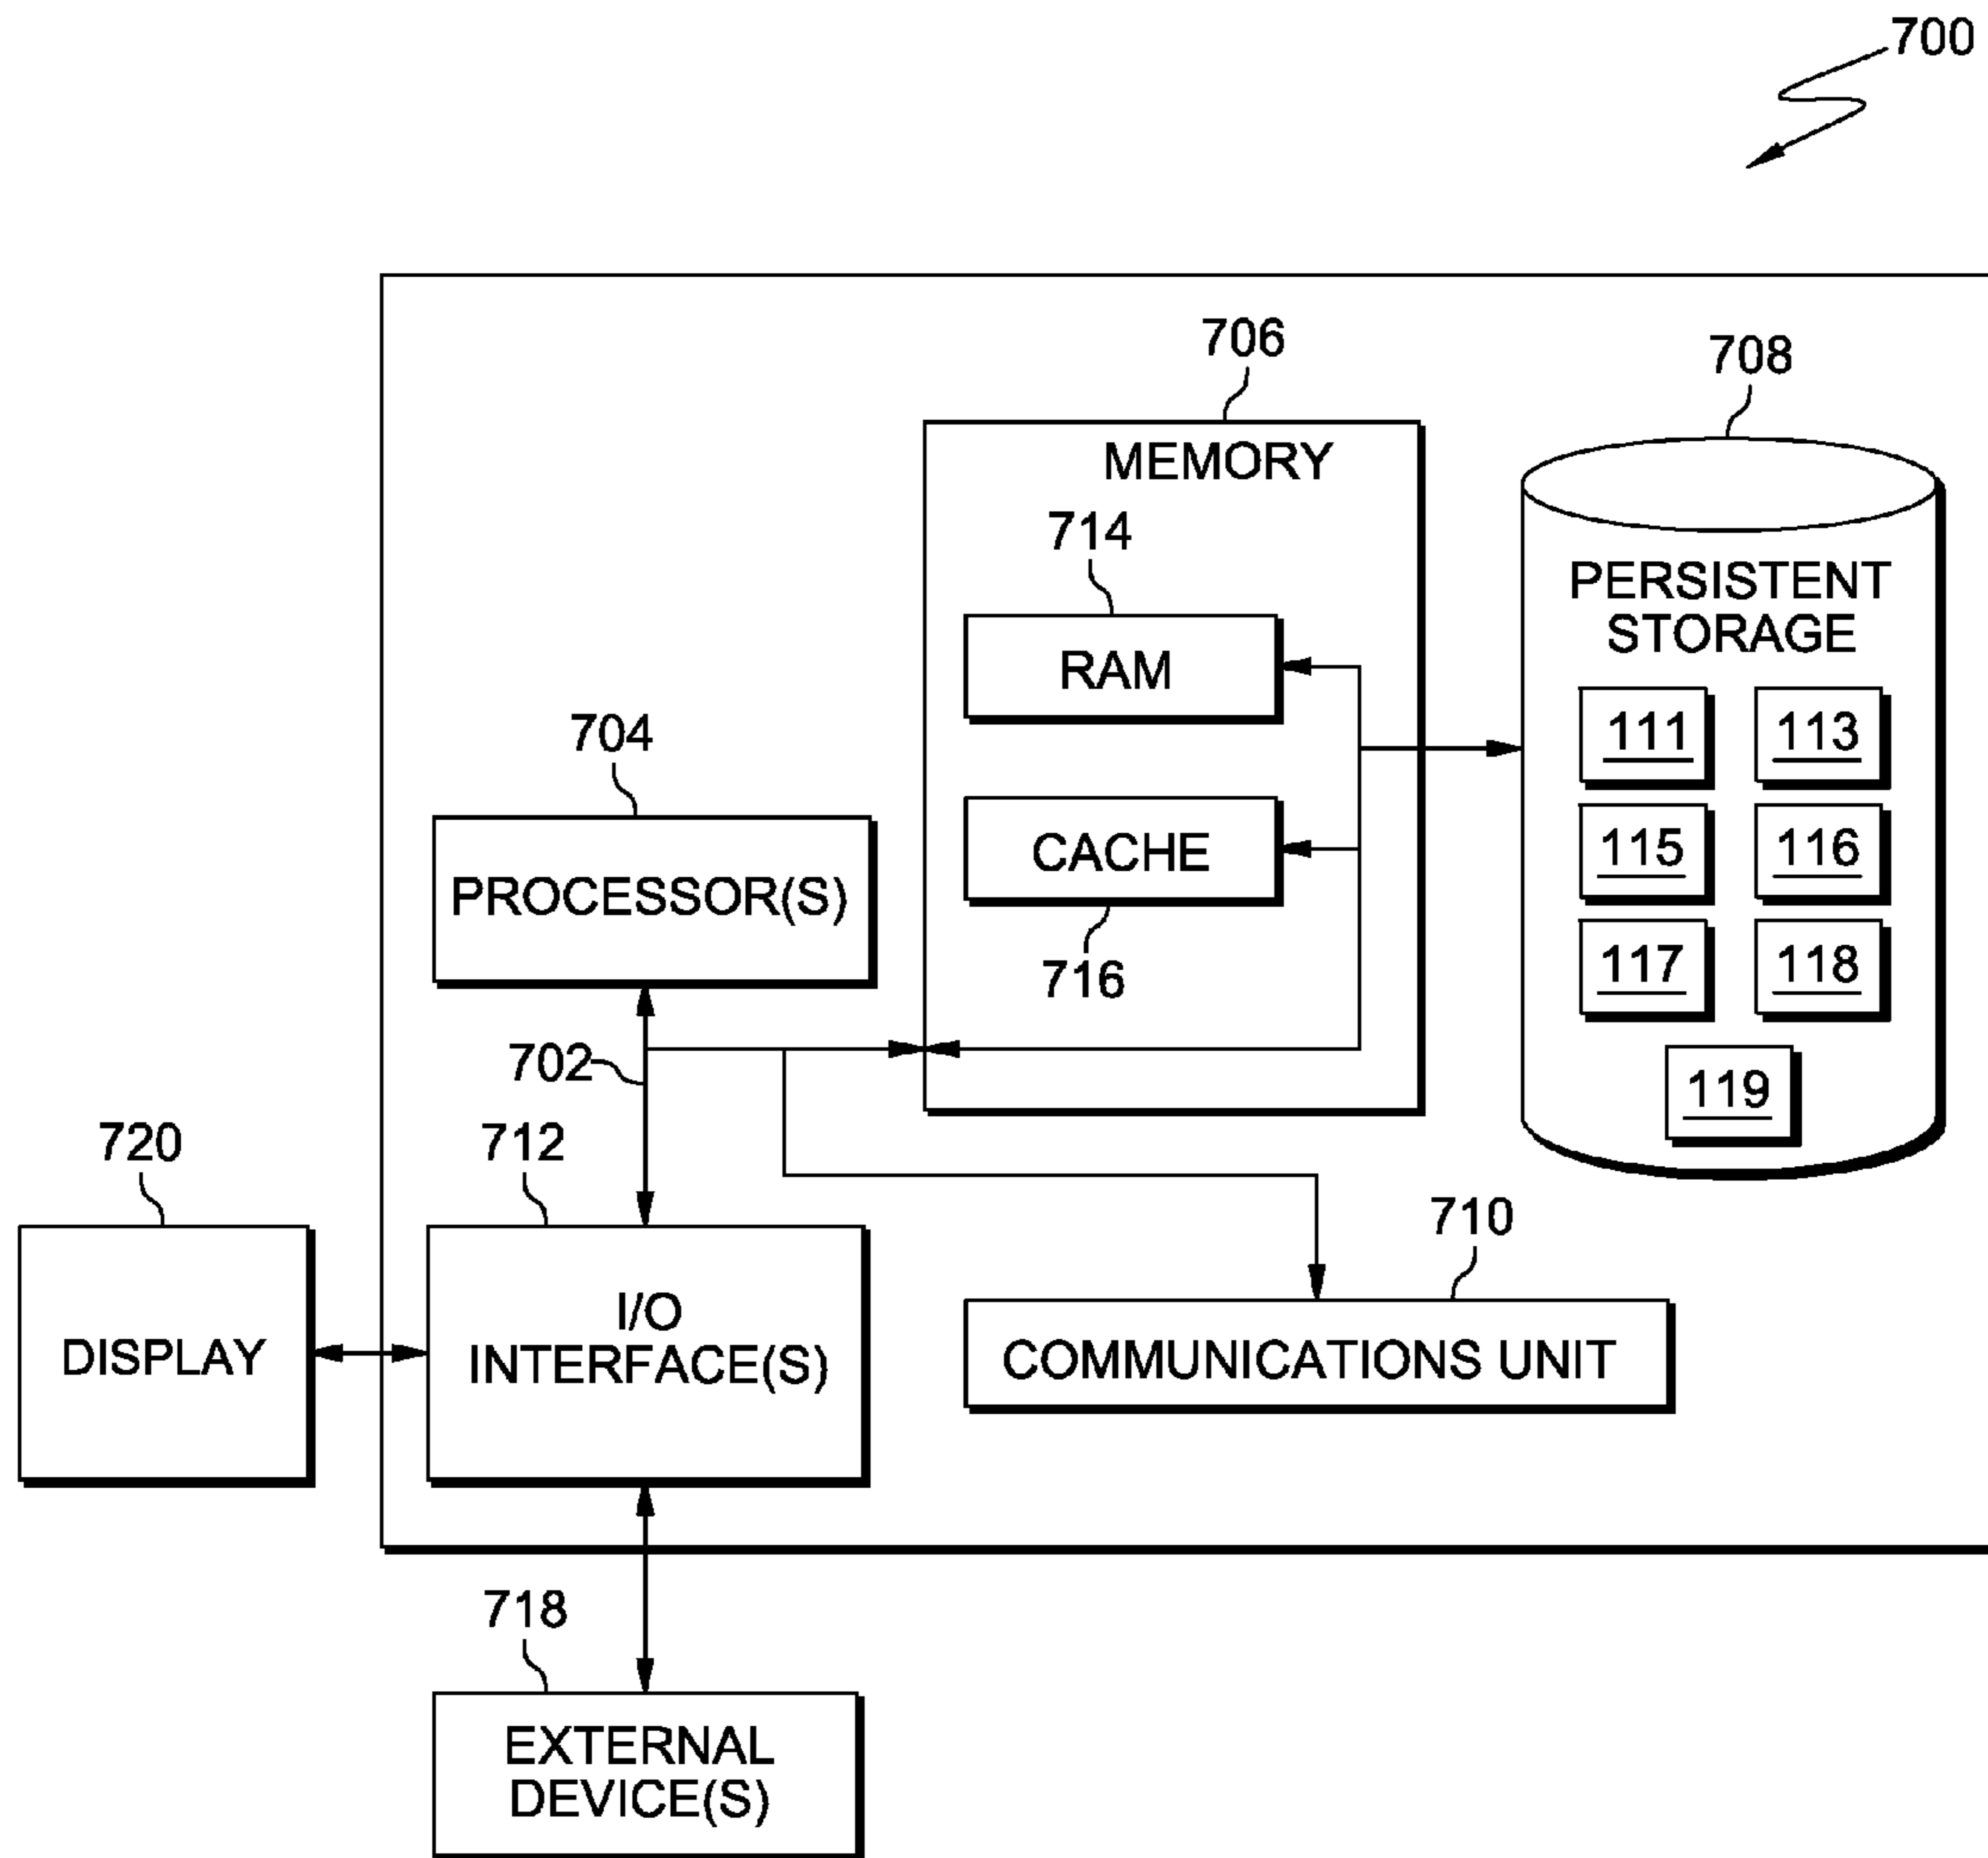 700
706
708
MEMORY
714
PERSISTENT
STORAGE
RAM
704
111
113
CACHE
115
116
PROCESSOR(S)
716
117
118
702
119
720
712
710
I/O
INTERFACE(S)
DISPLAY
COMMUNICATIONS UNIT
718
EXTERNAL
DEVICE(S)